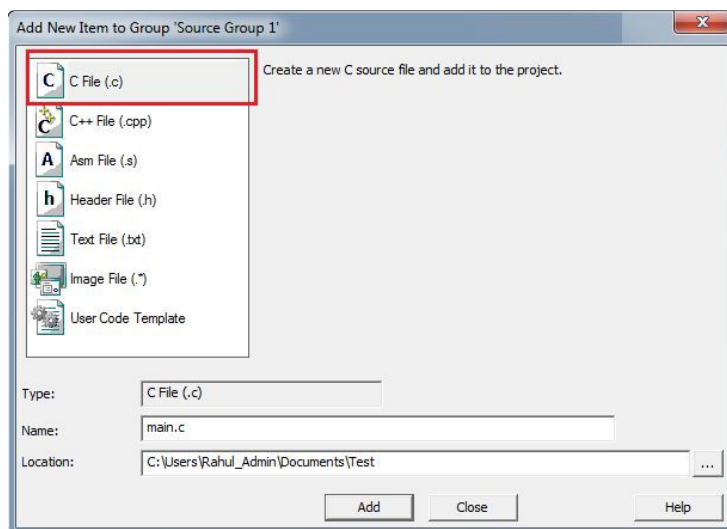 Add New Item to Group 'Source Group 1'
C File (.c)
Create a new C source file and add it to the project.
C++ File (.cpp)
A
Asm File (.s)
h
Header File (.h)
Text File (.txt)
Image File (.*)
User Code Template
Type:
C File (.c)
Name:
main.c
Location:
C:\Users\Rahul_Admin\Documents\Test
...
Add
Close
Help